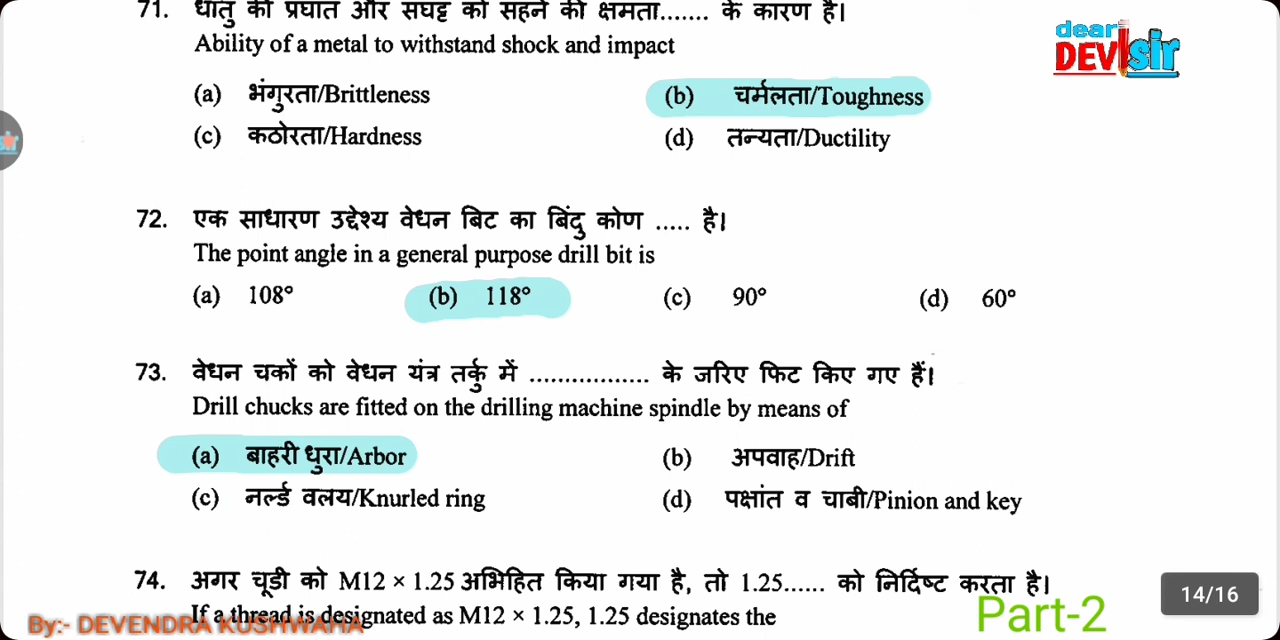 71. धातु की प्रघात और संघट्ट को सहने की क्षमता....... के कारण है।
dear
DEV sir
Ability of a metal to withstand shock and impact
(a) भंगुरता/Brittleness (b) चर्मलता/Toughness
(c) कठोरता/Hardness (d) तन्यता/Ductility
72. एक साधारण उद्देश्य वेधन बिट का बिंदु कोण ..... है।
The point angle in a general purpose drill bit is
(a) 108° (b) 118° (c) 90° (d) 60°
73. वेधन चकों को वेधन यंत्र तर्कु में .................. के जरिए फिट किए गए हैं।
Drill chucks are fitted on the drilling machine spindle by means of
(a) बाहरी धुरा/Arbor (b) अपवाह/Drift
(c) नर्ल्ड वलय/Knurled ring (d) पक्षांत व चाबी/Pinion and key
74. अगर चूडी को M12 × 1.25 अभिहित किया गया है, तो 1.25...... को निर्दिष्ट करता है।
14/16
If a thread is designated as M12 × 1.25, 1.25 designates the
By:- DEVENDRA KUSHWAHA
Part-2